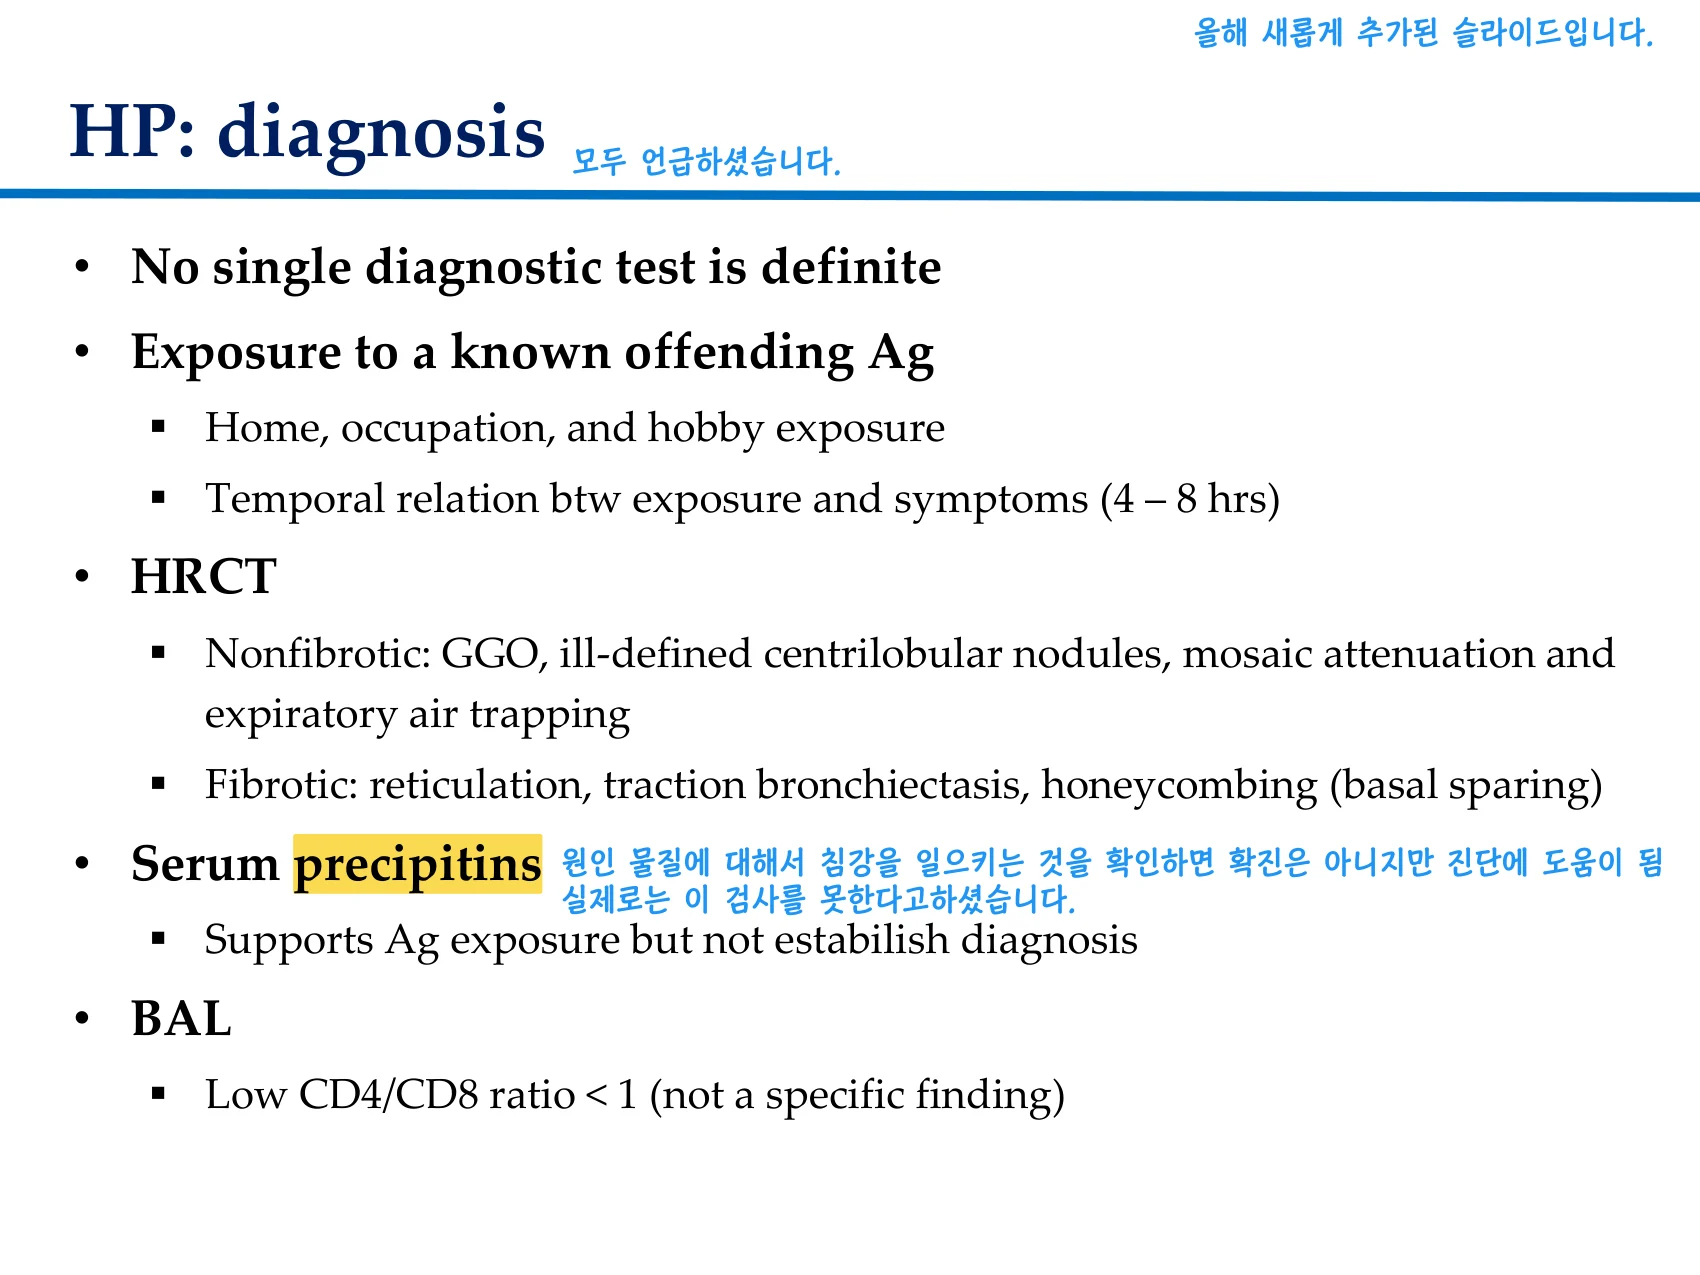 올해 새롭게 추가된 슬라이드입니다.
HP: diagnosis 모두 언급하셨습니다.
• No single diagnostic test is definite
• Exposure to a known offending Ag
▪ Home, occupation, and hobby exposure
▪ Temporal relation btw exposure and symptoms (4 – 8 hrs)
• HRCT
▪ Nonfibrotic: GGO, ill-defined centrilobular nodules, mosaic attenuation and
expiratory air trapping
▪ Fibrotic: reticulation, traction bronchiectasis, honeycombing (basal sparing)
• Serum precipitins 원인 물질에 대해서 침강을 일으키는 것을 확인하면 확진은 아니지만 진단에 도움이 됨
실제로는 이 검사를 못한다고하셨습니다.
▪ Supports Ag exposure but not estabilish diagnosis
• BAL
▪ Low CD4/CD8 ratio < 1 (not a specific finding)